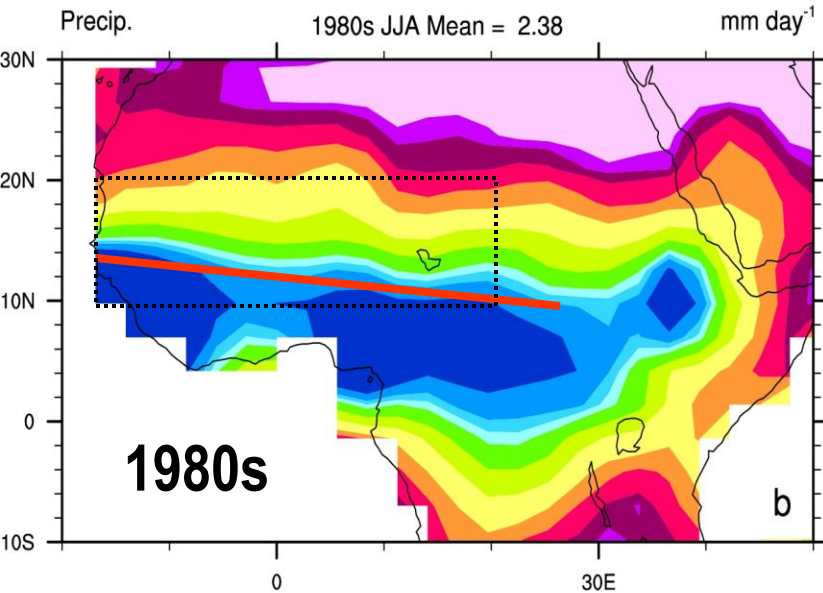 Precip. 1980s JJA Mean = 2.38 mm day-1
30N
20N
10N
0
1980s
b
10S
0 30E